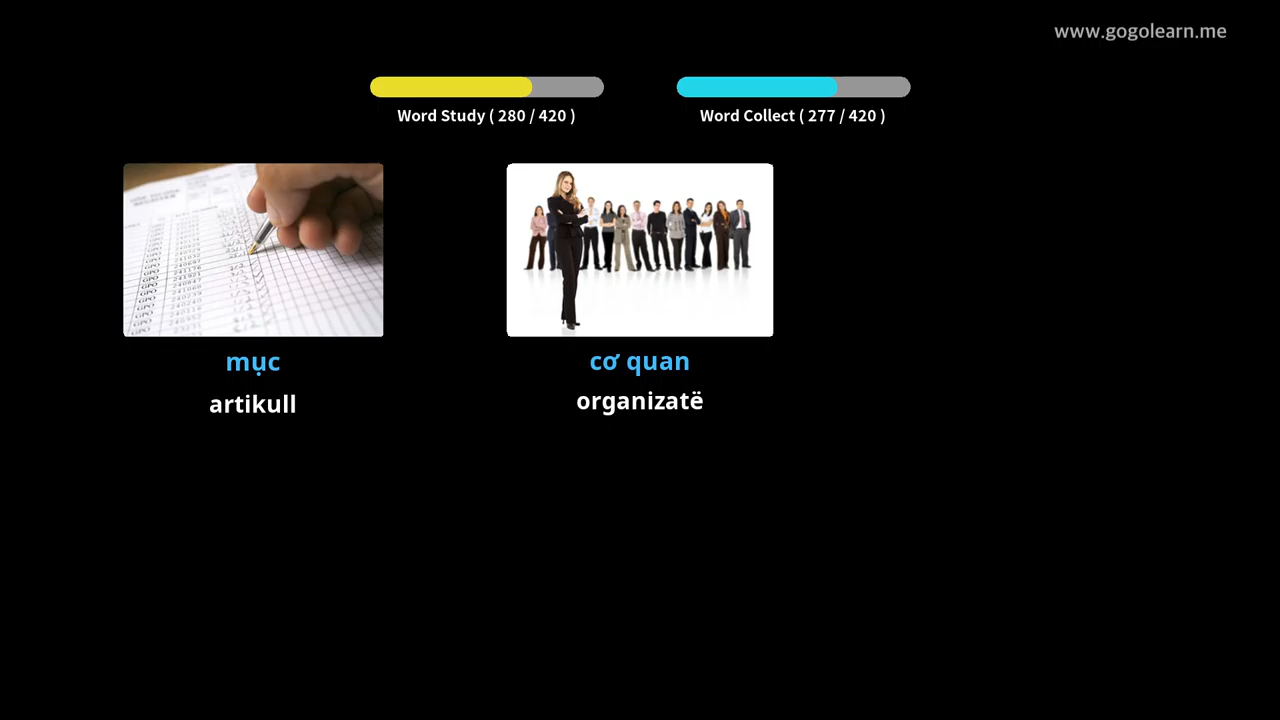 www.gogolearn.me
Word Study ( 280 / 420 )
Word Collect ( 277 / 420 )
mục
artikull
cơ quan
organizatë